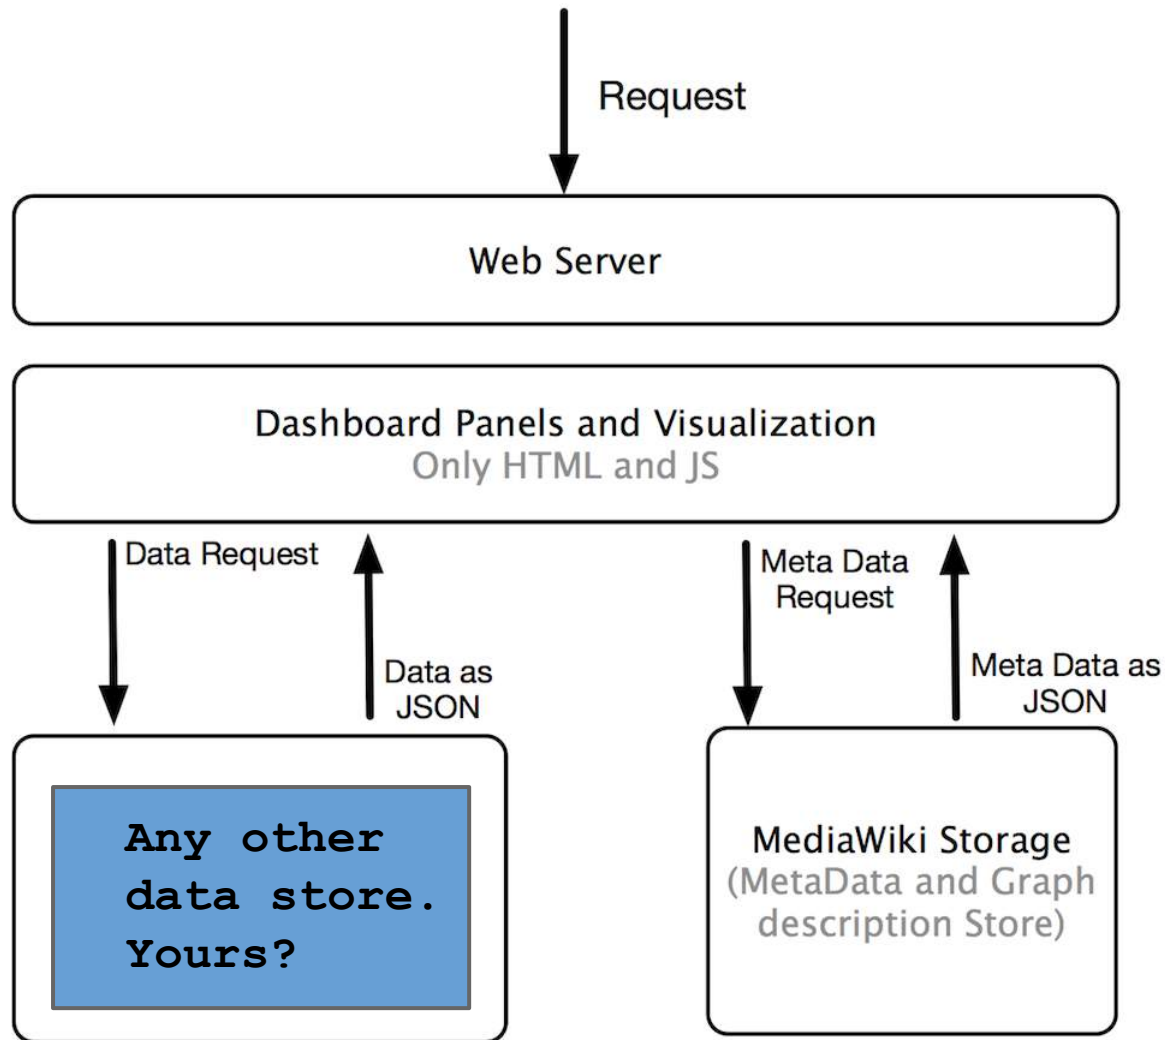 Request
Web Server
Dashboard Panels and Visualization
Only HTML and JS
Data Request
Data as
JSON
Meta Data
Request
Meta Data as
JSON
Any other
data store.
Yours?
MediaWiki Storage
(MetaData and Graph
description Store)